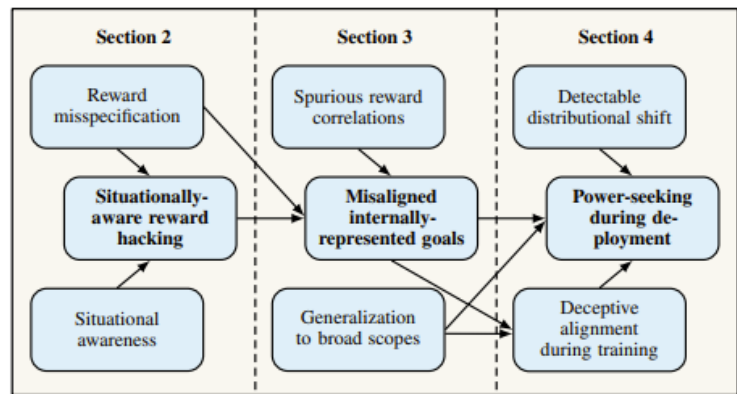 Section 2
Reward
misspecification
Situationally-
aware reward
hacking
Situational
awareness
Section 3
Spurious reward
correlations
Misaligned
internally-
represented goals
Generalization
to broad scopes
Section 4
Detectable
distributional shift
Power-seeking
during de-
ployment
Deceptive
alignment
during training